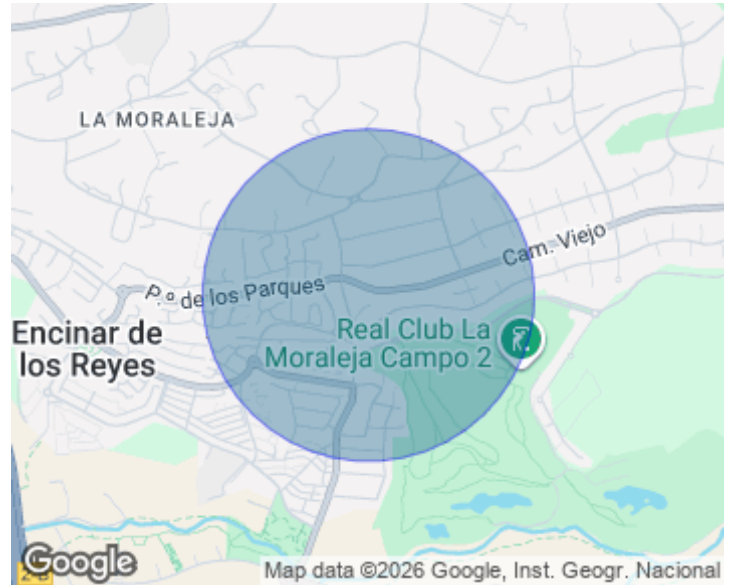 LA MORALEJA
Cam. Viejo
P.º de los Parques
Encinar de
los Reyes
Real Club La
Moraleja Campo 2
Google
Map data ©2026 Google, Inst. Geogr. Nacional